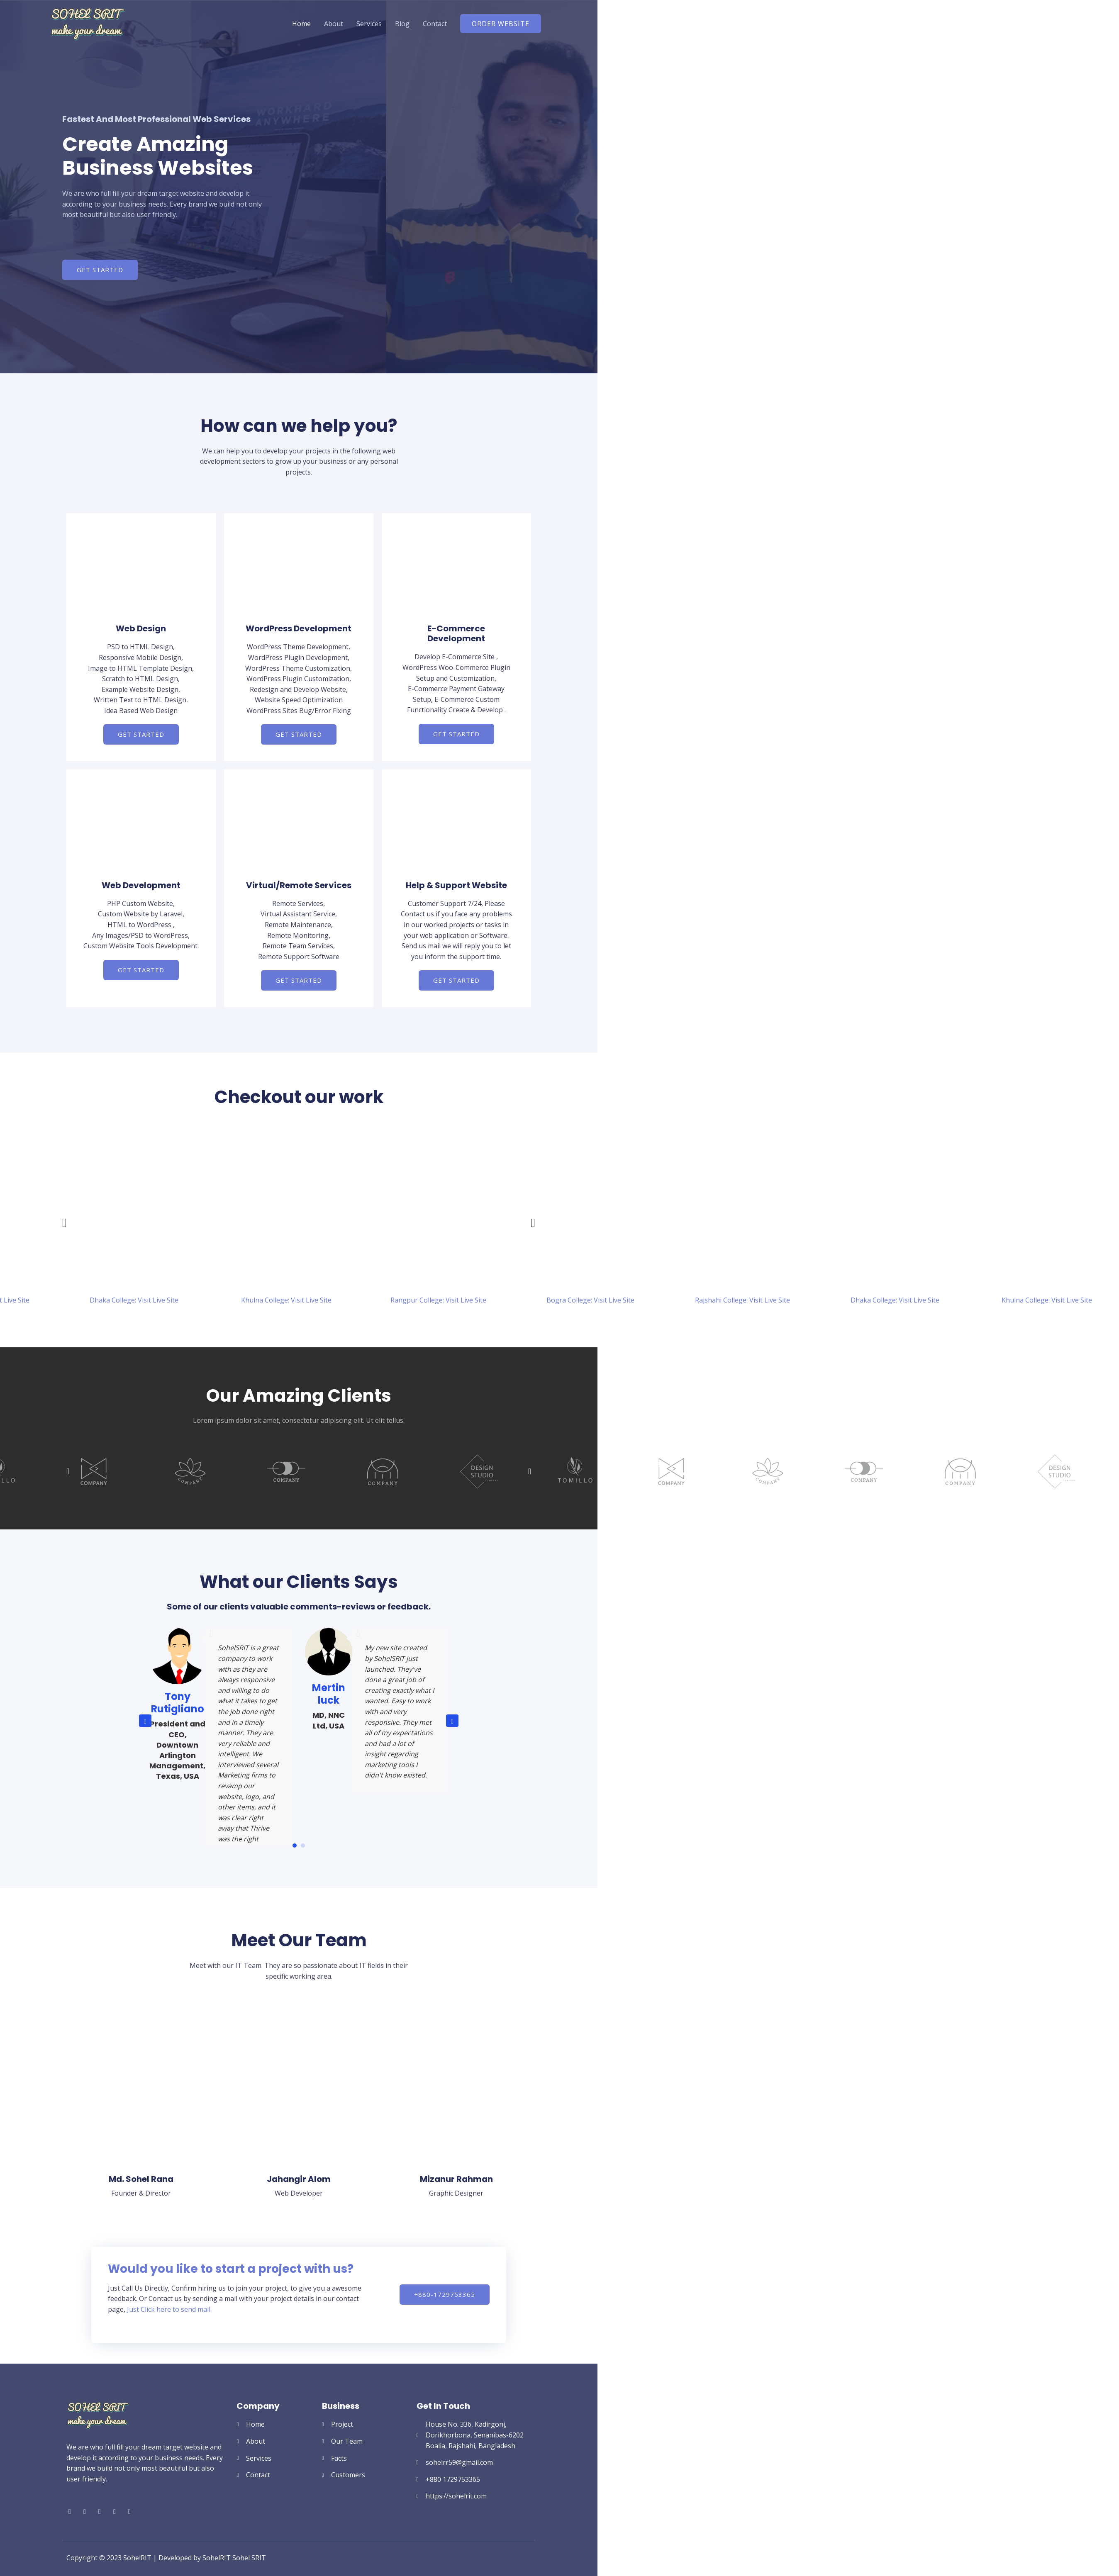 SOHEL SRIT
make your dream
Home
About
Services
Blog
Contact
ORDER WEBSITE
WORKHARD
ANYWHERE
Fastest And Most Professional Web Services
Create Amazing
Business Websites
We are who full fill your dream target website and develop it
according to your business needs. Every brand we build not only
most beautiful but also user friendly.
GET STARTED
How can we help you?
We can help you to develop your projects in the following web
development sectors to grow up your business or any personal
projects.
Web Design
PSD to HTML Design,
Responsive Mobile Design,
Image to HTML Template Design,
Scratch to HTML Design,
Example Website Design,
Written Text to HTML Design,
Idea Based Web Design
GET STARTED
WordPress Development
WordPress Theme Development,
WordPress Plugin Development,
WordPress Theme Customization,
WordPress Plugin Customization,
Redesign and Develop Website,
Website Speed Optimization
WordPress Sites Bug/Error Fixing
GET STARTED
E-Commerce
Development
Develop E-Commerce Site ,
WordPress Woo-Commerce Plugin
Setup and Customization,
E-Commerce Payment Gateway
Setup, E-Commerce Custom
Functionality Create & Develop .
GET STARTED
Web Development
PHP Custom Website,
Custom Website by Laravel,
HTML to WordPress ,
Any Images/PSD to WordPress,
Custom Website Tools Development.
GET STARTED
Virtual/Remote Services
Remote Services,
Virtual Assistant Service,
Remote Maintenance,
Remote Monitoring,
Remote Team Services,
Remote Support Software
GET STARTED
Help & Support Website
Customer Support 7/24, Please
Contact us if you face any problems
in our worked projects or tasks in
your web application or Software.
Send us mail we will reply you to let
you inform the support time.
GET STARTED
Checkout our work
t Live Site
Dhaka College: Visit Live Site
Khulna College: Visit Live Site
Rangpur College: Visit Live Site
Bogra College: Visit Live Site
Rajshahi College: Visit Live Site
Dhaka College: Visit Live Site
Khulna College: Visit Live Site
Our Amazing Clients
Lorem ipsum dolor sit amet, consectetur adipiscing elit. Ut elit tellus.
LLO
COMPANY
COMPANY
COMPANY
COMPANY
DESIGN
STUDIO
TOMILLO
COMPANY
COMPANY
COMPANY
COMPANY
DESIGN
STUDIO
What our Clients Says
Some of our clients valuable comments-reviews or feedback.
Tony
Rutigliano
President and
CEO,
Downtown
Arlington
Management,
Texas, USA
SohelSRIT is a great
company to work
with as they are
always responsive
and willing to do
what it takes to get
the job done right
and in a timely
manner. They are
very reliable and
intelligent. We
interviewed several
Marketing firms to
revamp our
website, logo, and
other items, and it
was clear right
away that Thrive
was the right
Mertin
luck
MD, NNC
Ltd, USA
My new site created
by SohelSRIT just
launched. They've
done a great job of
creating exactly what I
wanted. Easy to work
with and very
responsive. They met
all of my expectations
and had a lot of
insight regarding
marketing tools I
didn't know existed.
Meet Our Team
Meet with our IT Team. They are so passionate about IT fields in their
specific working area.
Md. Sohel Rana
Founder & Director
Jahangir Alom
Web Developer
Mizanur Rahman
Graphic Designer
Would you like to start a project with us?
Just Call Us Directly, Confirm hiring us to join your project, to give you a awesome
feedback. Or Contact us by sending a mail with your project details in our contact
page, Just Click here to send mail.
+880-1729753365
SOHEL SRIT
make your dream
We are who full fill your dream target website and
develop it according to your business needs. Every
brand we build not only most beautiful but also
user friendly.
Company
Home
About
Services
Contact
Business
Project
Our Team
Facts
Customers
Get In Touch
House No. 336, Kadirgonj,
Dorikhorbona, Senanibas-6202
Boalia, Rajshahi, Bangladesh
sohelrr59@gmail.com
+880 1729753365
https://sohelrit.com
Copyright © 2023 SohelRIT | Developed by SohelRIT Sohel SRIT